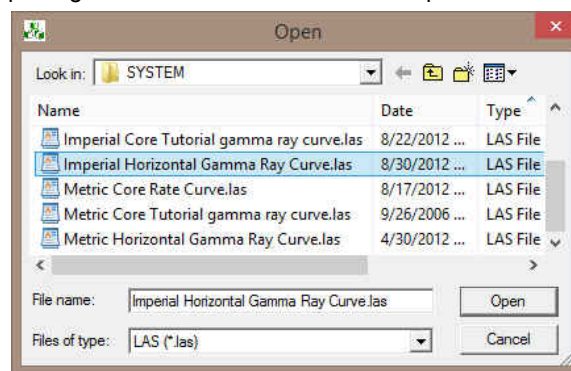 Open
Look in: SYSTEM
Name Date Type
Imperial Core Tutorial gamma ray curve.las 8/22/2012 ... LAS File
Imperial Horizontal Gamma Ray Curve.las 8/30/2012 ... LAS File
Metric Core Rate Curve.las 8/17/2012 ... LAS File
Metric Core Tutorial gamma ray curve.las 9/26/2006 ... LAS File
Metric Horizontal Gamma Ray Curve.las 4/30/2012 ... LAS File
File name: Imperial Horizontal Gamma Ray Curve.las Open
Files of type: LAS (*.las) Cancel